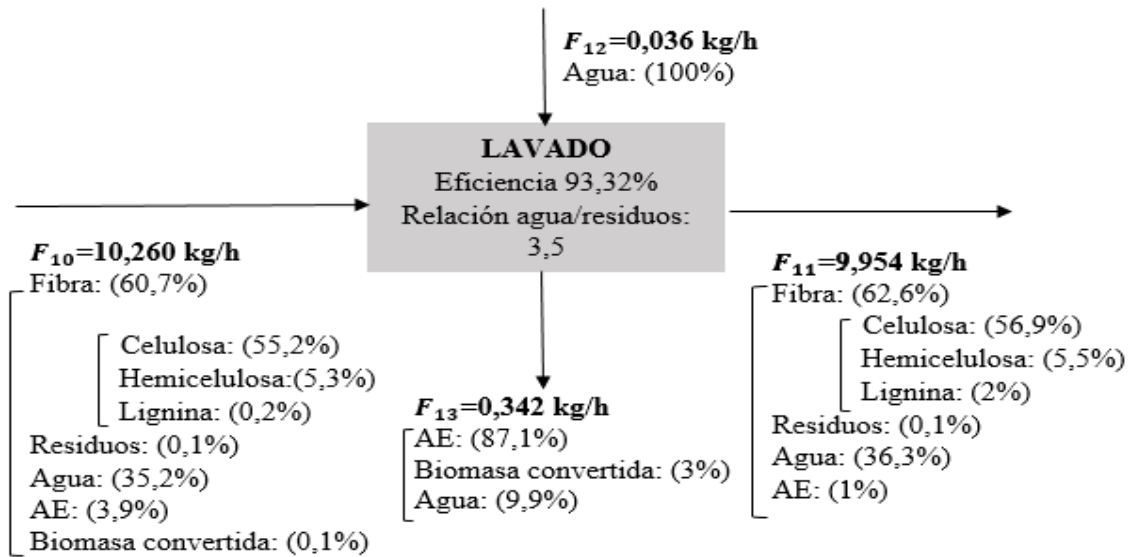 F₁₂=0,036 kg/h
Agua: (100%)
LAVADO
Eficiencia 93,32%
Relación agua/residuos:
3,5
F₁₀=10,260 kg/h
Fibra: (60,7%)
Celulosa: (55,2%)
Hemicelulosa:(5,3%)
Lignina: (0,2%)
Residuos: (0,1%)
Agua: (35,2%)
AE: (3,9%)
Biomasa convertida: (0,1%)
F₁₃=0,342 kg/h
AE: (87,1%)
Biomasa convertida: (3%)
Agua: (9,9%)
F₁₁=9,954 kg/h
Fibra: (62,6%)
Celulosa: (56,9%)
Hemicelulosa: (5,5%)
Lignina: (2%)
Residuos: (0,1%)
Agua: (36,3%)
AE: (1%)